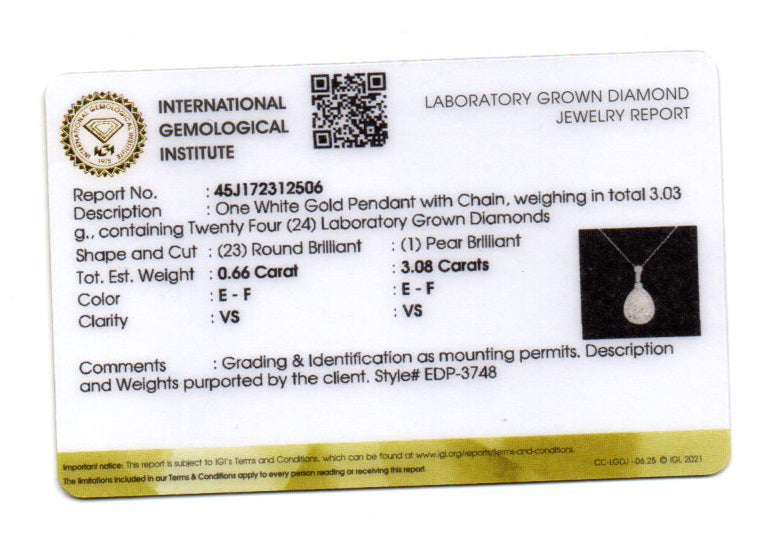 INTERNATIONAL GEMOLOGICAL INSTITUTE
IGI
1975
INTERNATIONAL
GEMOLOGICAL
INSTITUTE
LABORATORY GROWN DIAMOND
JEWELRY REPORT
Report No. : 45J172312506
Description : One White Gold Pendant with Chain, weighing in total 3.03
g., containing Twenty Four (24) Laboratory Grown Diamonds
Shape and Cut : (23) Round Brilliant : (1) Pear Brilliant
Tot. Est. Weight : 0.66 Carat : 3.08 Carats
Color : E - F : E - F
Clarity : VS : VS
Comments : Grading & Identification as mounting permits. Description
and Weights purported by the client. Style# EDP-3748
Important notice: This report is subject to IGI's Terms and Conditions, which can be found at www.igi.org/reports/terms-and-conditions.
The limitations included in our Terms & Conditions apply to every person reading or receiving this report.
CC-LGDJ -06.25 © IGI, 2021